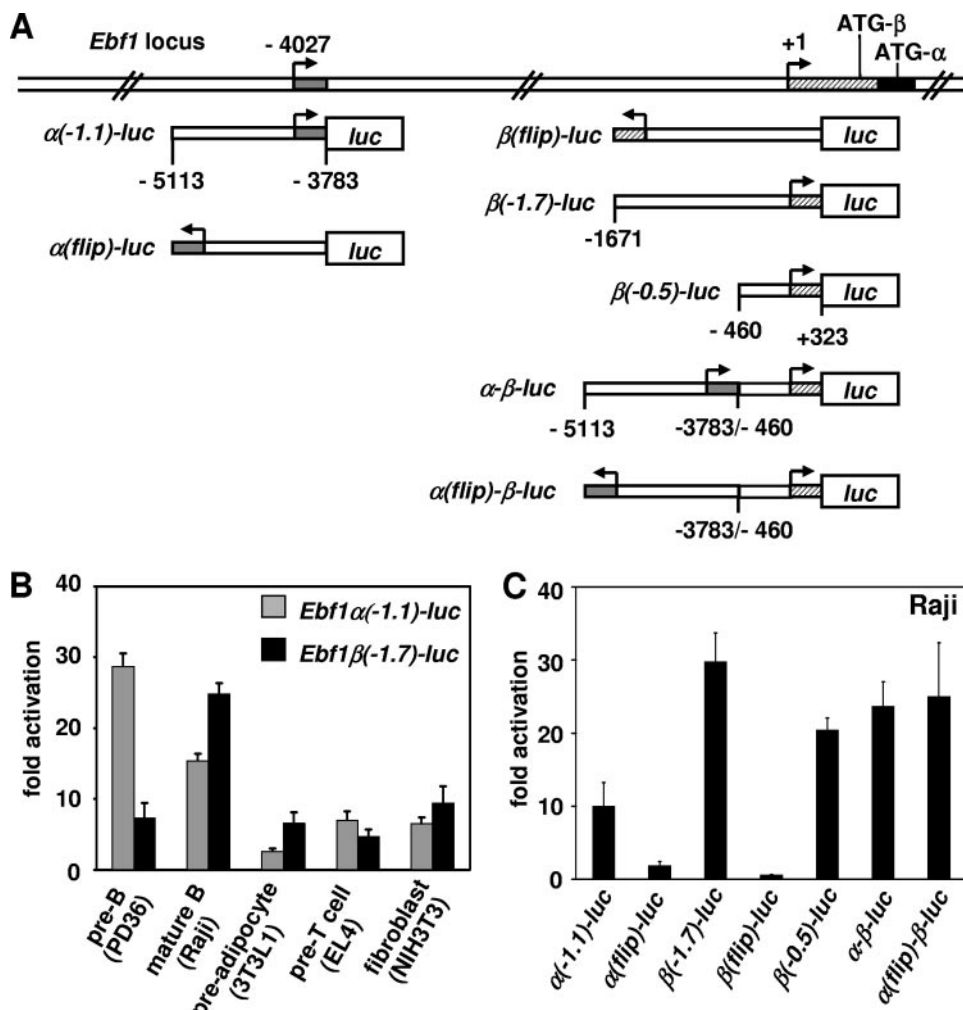 A
Ebf1 locus
- 4027
+1
ATG-β
ATG-α
α(-1.1)-luc
luc
- 5113
- 3783
α(flip)-luc
luc
β(flip)-luc
luc
β(-1.7)-luc
luc
-1671
β(-0.5)-luc
luc
- 460
+323
α-β-luc
luc
- 5113
-3783/- 460
α(flip)-β-luc
luc
-3783/- 460
B
fold activation
40
30
20
10
0
Ebf1α(-1.1)-luc
Ebf1β(-1.7)-luc
pre-B
(PD36)
mature B
(Raji)
pre-adipocyte
(3T3L1)
pre-T cell
(EL4)
fibroblast
(NIH3T3)
C
Raji
fold activation
40
30
20
10
0
α(-1.1)-luc
α(flip)-luc
β(-1.7)-luc
β(flip)-luc
β(-0.5)-luc
α-β-luc
α(flip)-β-luc